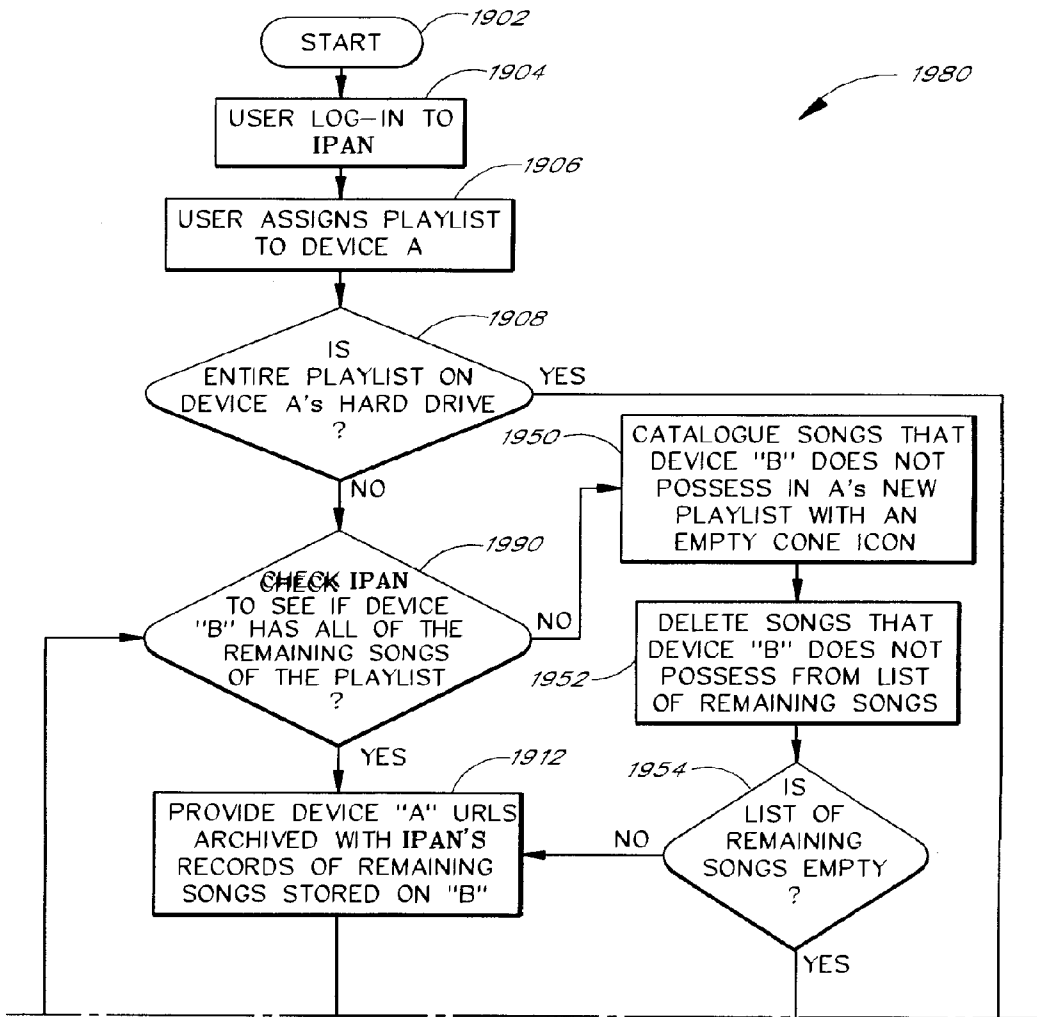 1902
START
1904
1980
USER LOG-IN TO
IPAN
1906
USER ASSIGNS PLAYLIST
TO DEVICE A
1908
IS
ENTIRE PLAYLIST ON
DEVICE A's HARD DRIVE
?
YES
NO
1950
CATALOGUE SONGS THAT
DEVICE "B" DOES NOT
POSSESS IN A's NEW
PLAYLIST WITH AN
EMPTY CONE ICON
1990
CHECK IPAN
TO SEE IF DEVICE
"B" HAS ALL OF THE
REMAINING SONGS
OF THE PLAYLIST
?
NO
YES
1952
DELETE SONGS THAT
DEVICE "B" DOES NOT
POSSESS FROM LIST
OF REMAINING SONGS
1912
PROVIDE DEVICE "A" URLS
ARCHIVED WITH IPAN'S
RECORDS OF REMAINING
SONGS STORED ON "B"
1954
IS
LIST OF
REMAINING
SONGS EMPTY
?
NO
YES